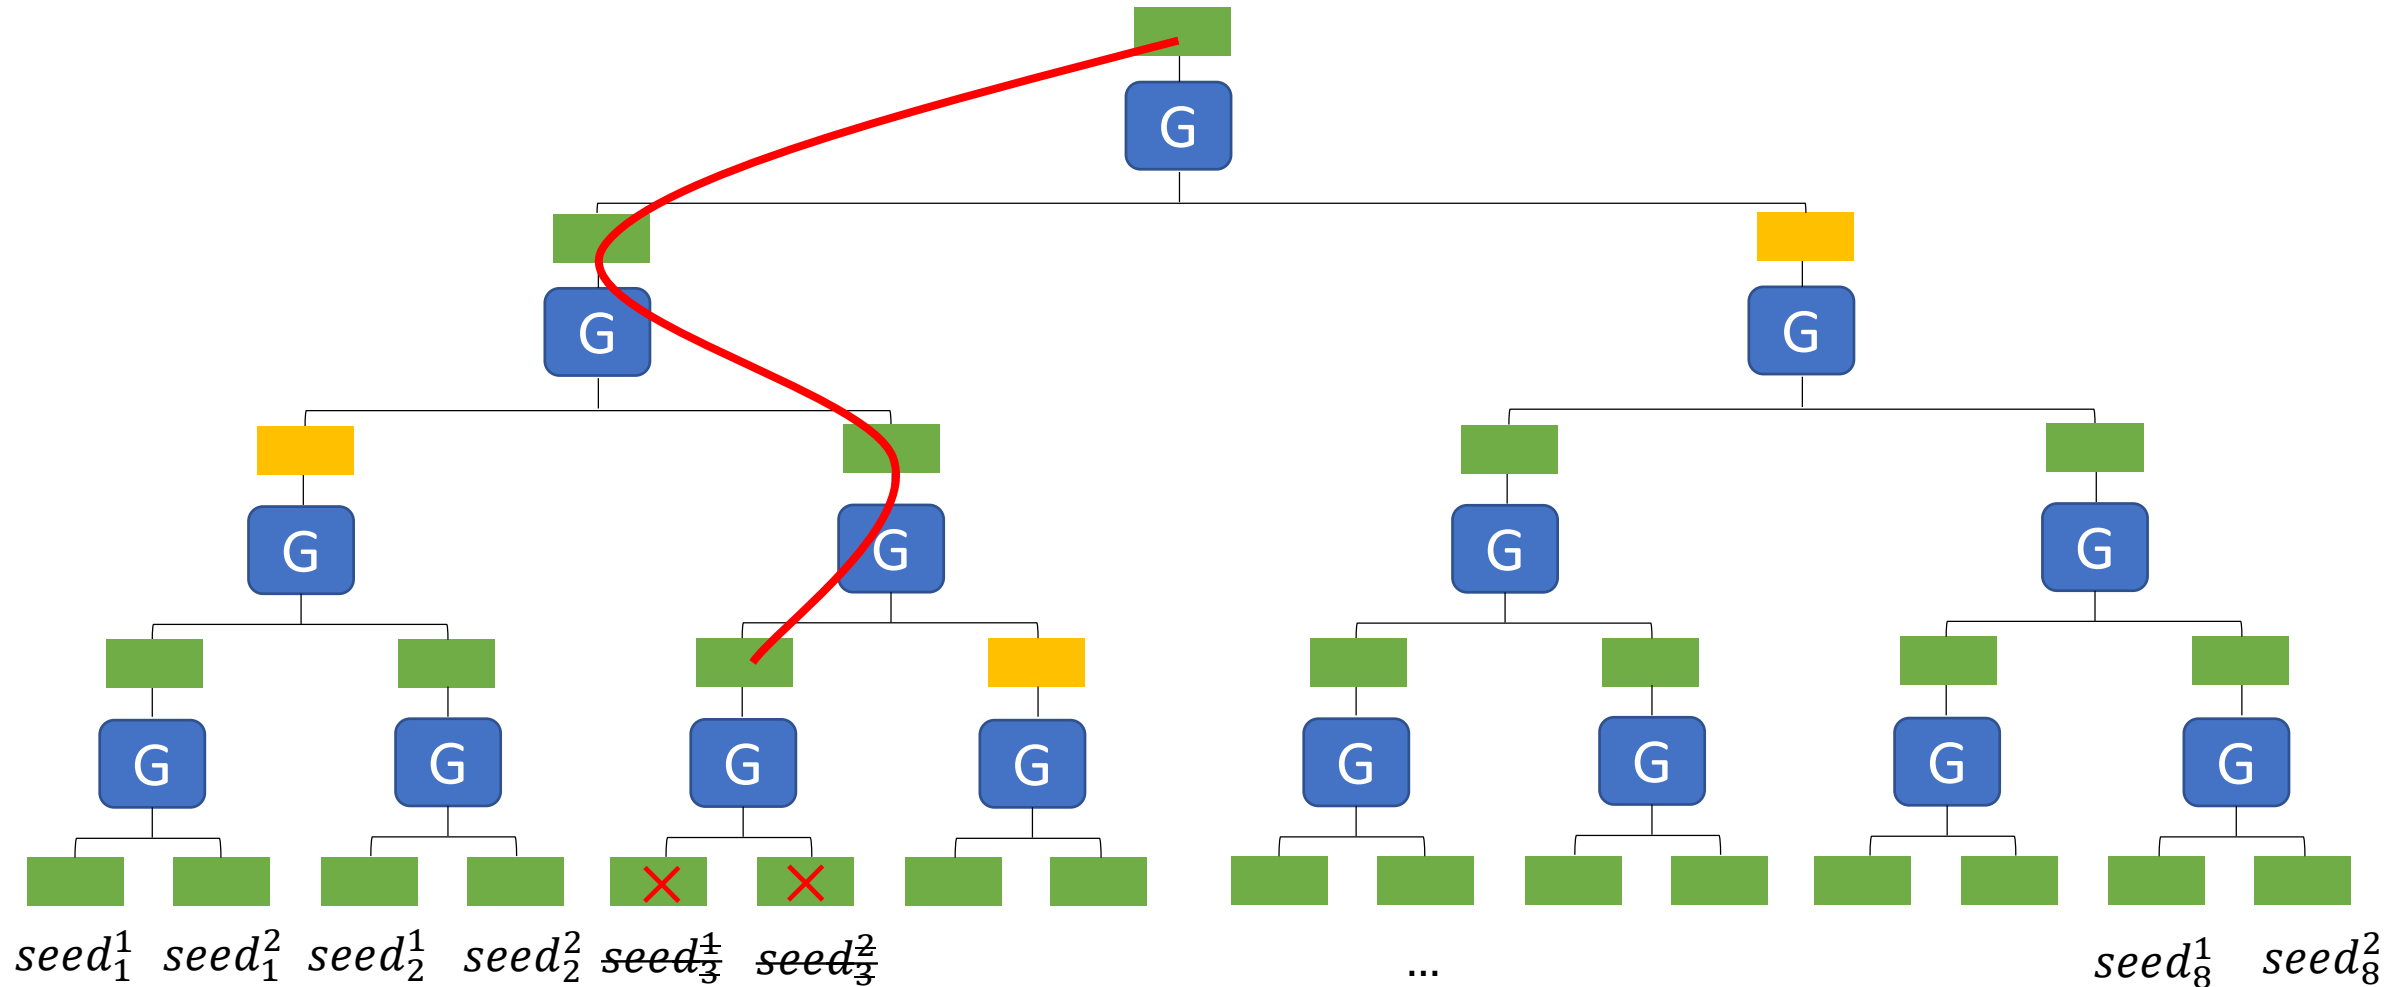 G
G G
G G G G
G G G G G G G G
seed₁¹ seed₁² seed₂¹ seed₂² seed₃¹ seed₃² ... seed₈¹ seed₈²